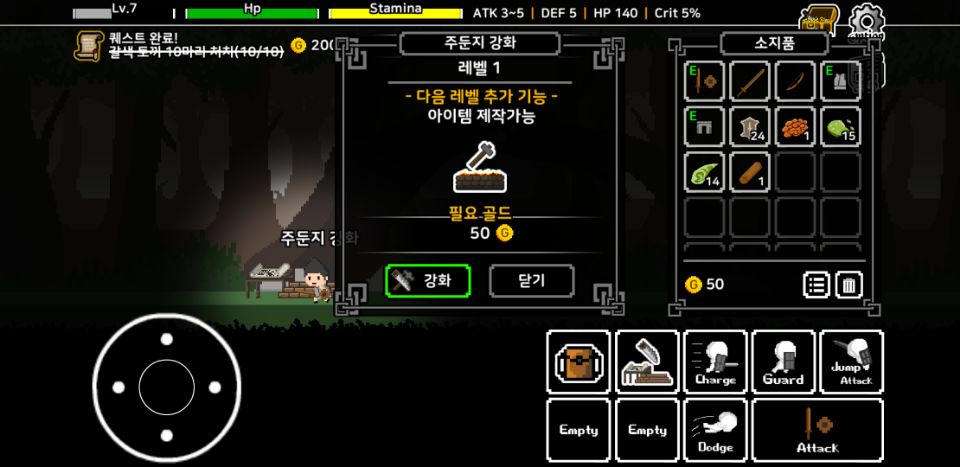 Lv.7
Hp
Stamina
ATK 3~5 | DEF 5 | HP 140 | Crit 5%
퀘스트 완료!
갈색 토끼 10마리 처치(10/10)
G 200
주둔지 강화
레벨 1
- 다음 레벨 추가 기능 -
아이템 제작가능
필요 골드
50 G
강화
닫기
소지품
E
E
E
24
1
15
14
1
G 50
주둔지 강화
Charge
Guard
Jump Attack
Empty
Empty
Dodge
Attack